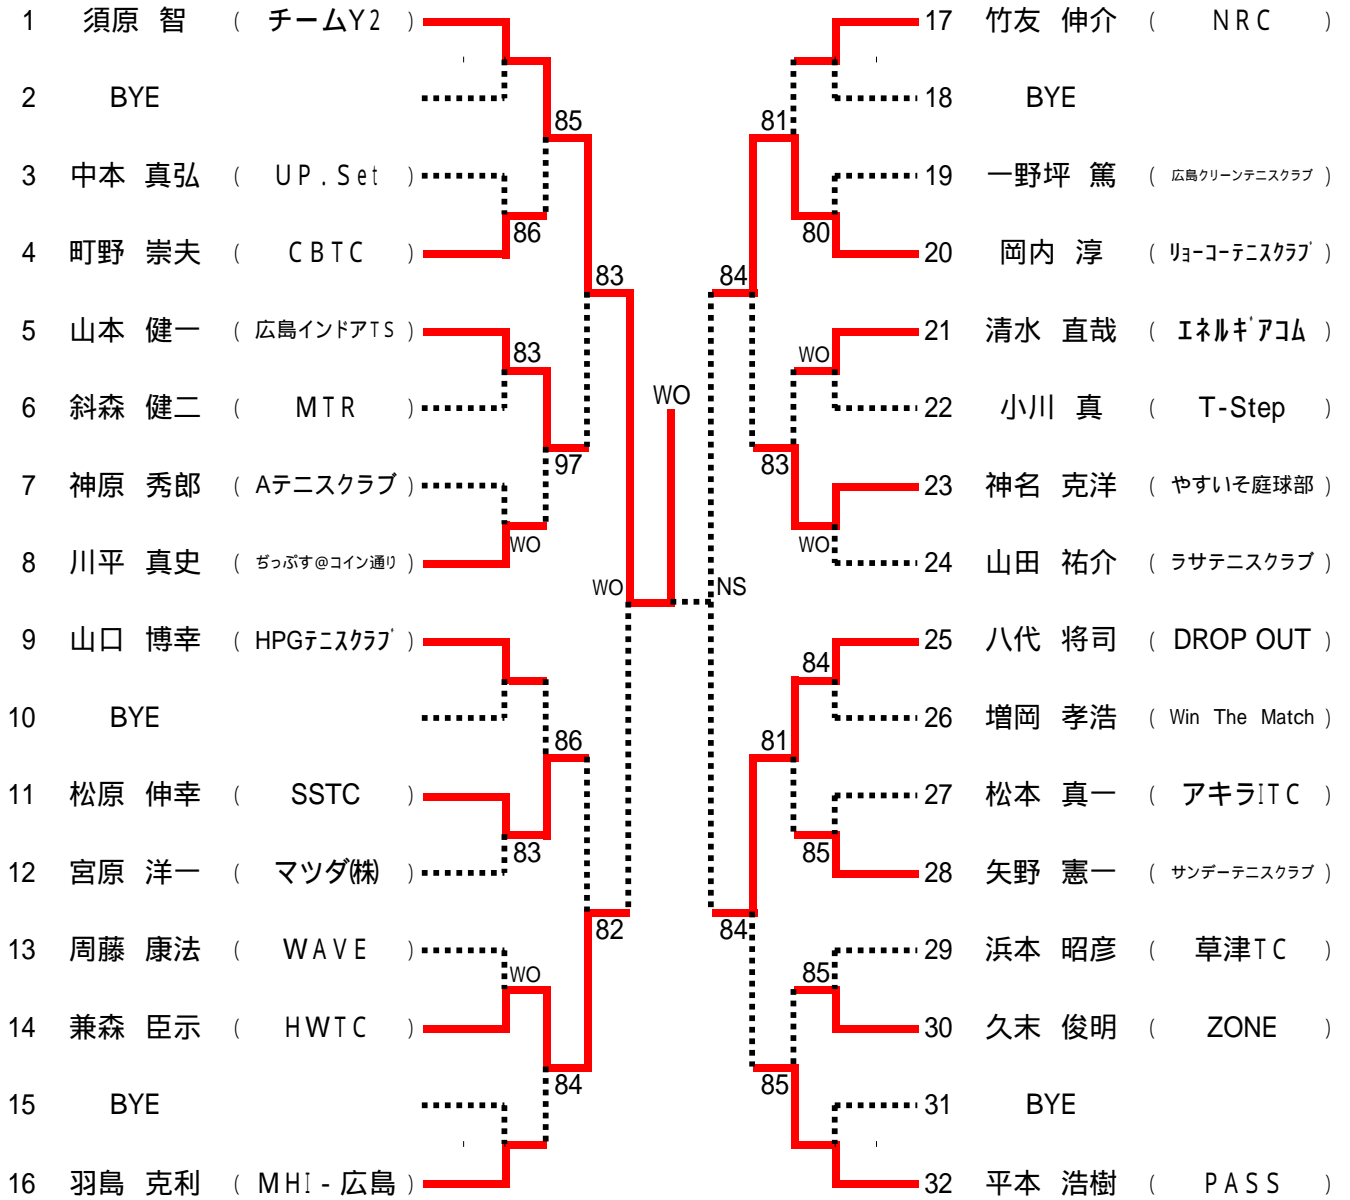 1 須原 智 ( チームY2 )
2 BYE
85
3 中本 真弘 ( UP.Set )
86
4 町野 崇夫 ( CBTC )
83
5 山本 健一 ( 広島インドアTS )
83
6 斜森 健二 ( MTR )
97
7 神原 秀郎 ( Aテニスクラブ )
WO
8 川平 真史 ( ぢっぷす@コイン通り )
WO
WO
9 山口 博幸 ( HPGテニスクラブ )
10 BYE
86
11 松原 伸幸 ( SSTC )
83
12 宮原 洋一 ( マツダ(株) )
82
13 周藤 康法 ( WAVE )
WO
14 兼森 臣示 ( HWTC )
84
15 BYE
16 羽島 克利 ( MHI-広島 )
17 竹友 伸介 ( NRC )
18 BYE
81
19 一野坪 篤 ( 広島クリーンテニスクラブ )
80
20 岡内 淳 ( リョーコーテニスクラブ )
84
21 清水 直哉 ( エネルギアコム )
WO
22 小川 真 ( T-Step )
83
23 神名 克洋 ( やすいそ庭球部 )
WO
24 山田 祐介 ( ラサテニスクラブ )
NS
25 八代 将司 ( DROP OUT )
84
26 増岡 孝浩 ( Win The Match )
81
27 松本 真一 ( アキラITC )
85
28 矢野 憲一 ( サンデーテニスクラブ )
84
29 浜本 昭彦 ( 草津TC )
85
30 久末 俊明 ( ZONE )
85
31 BYE
32 平本 浩樹 ( PASS )